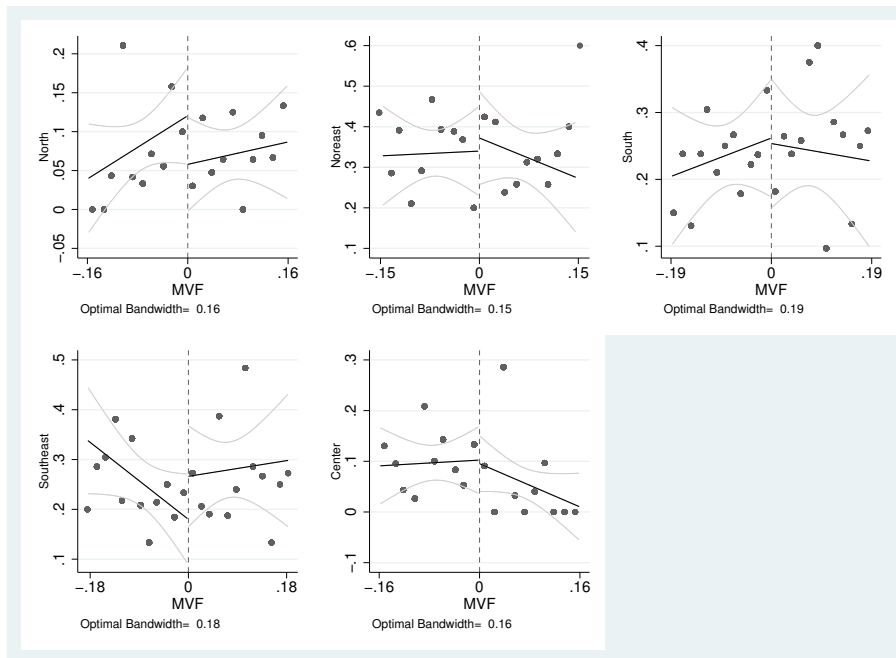 North
.2
.15
.1
.05
0
-.05
-.16 0 .16
MVF
Optimal Bandwidth= 0.16
Noreast
.6
.5
.4
.3
.2
.1
-.15 0 .15
MVF
Optimal Bandwidth= 0.15
South
.4
.3
.2
.1
-.19 0 .19
MVF
Optimal Bandwidth= 0.19
Southeast
.5
.4
.3
.2
.1
-.18 0 .18
MVF
Optimal Bandwidth= 0.18
Center
.3
.2
.1
0
-.1
-.16 0 .16
MVF
Optimal Bandwidth= 0.16